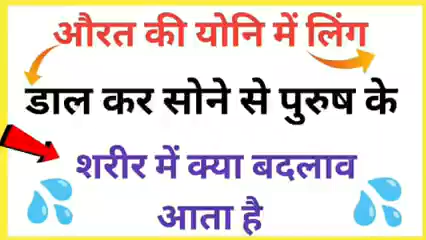 औरत की योनि में लिंग
डाल कर सोने से पुरुष के
शरीर में क्या बदलाव
आता है